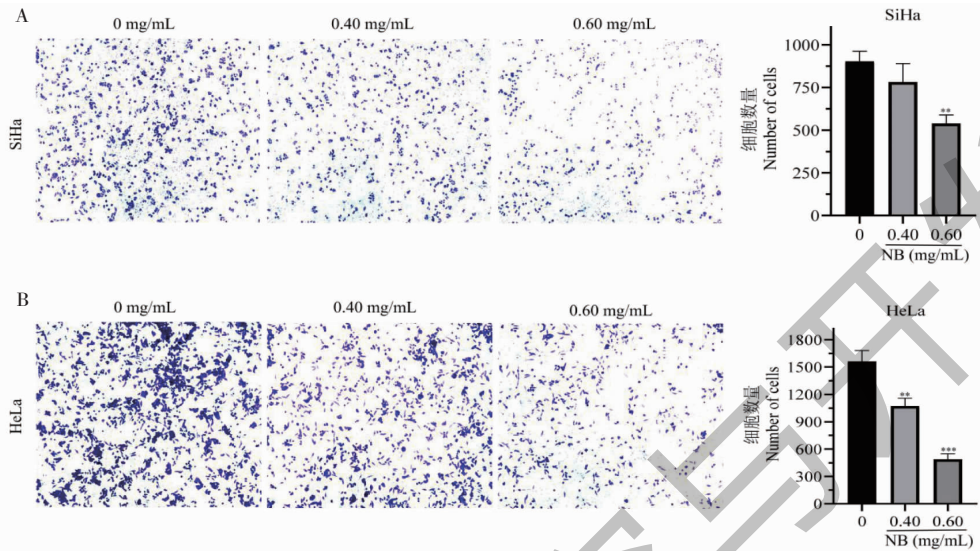 A
0 mg/mL
0.40 mg/mL
0.60 mg/mL
SiHa
SiHa
细胞数量
Number of cells
1000
750
500
250
0
**
0
0.40
0.60
NB (mg/mL)
B
0 mg/mL
0.40 mg/mL
0.60 mg/mL
HeLa
HeLa
细胞数量
Number of cells
1800
1500
1200
900
600
300
0
**
***
0
0.40
0.60
NB (mg/mL)